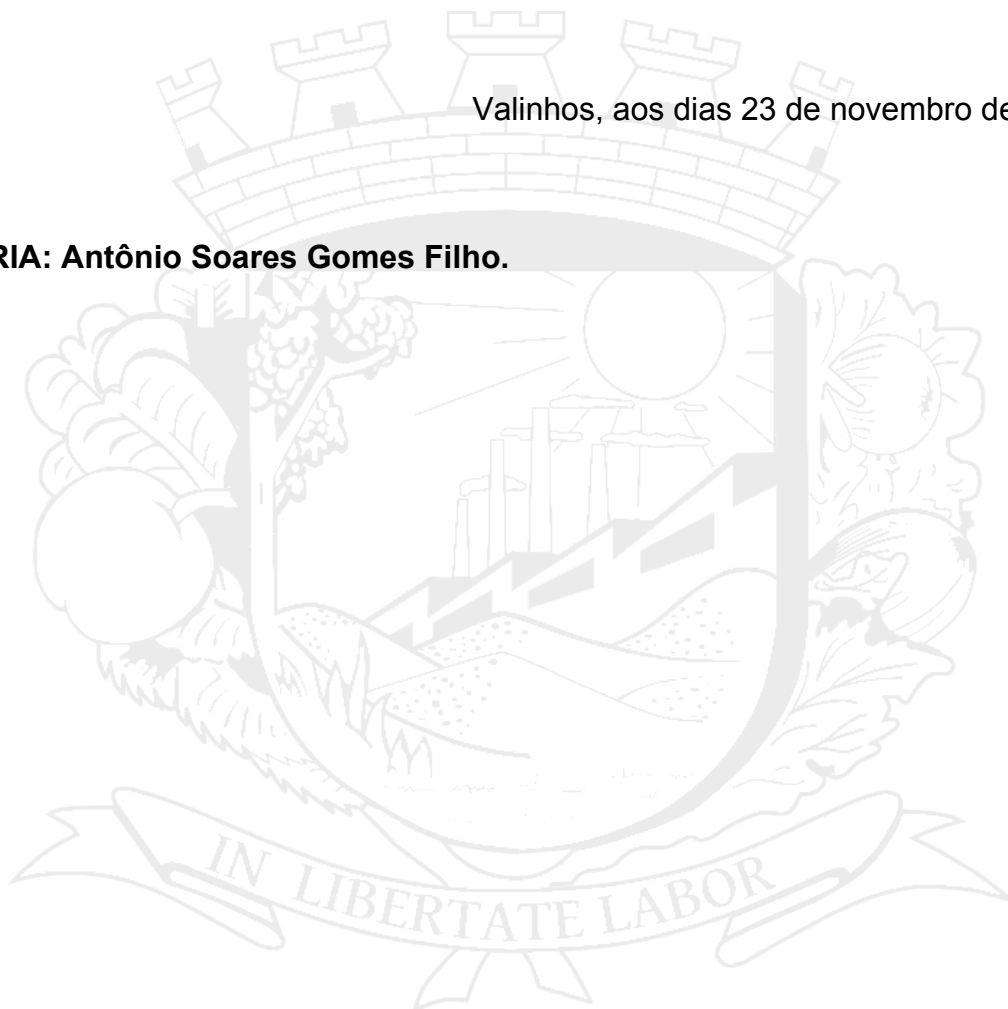 Valinhos, aos dias 23 de novembro de
RIA: Antônio Soares Gomes Filho.
IN LIBERTATE LABOR